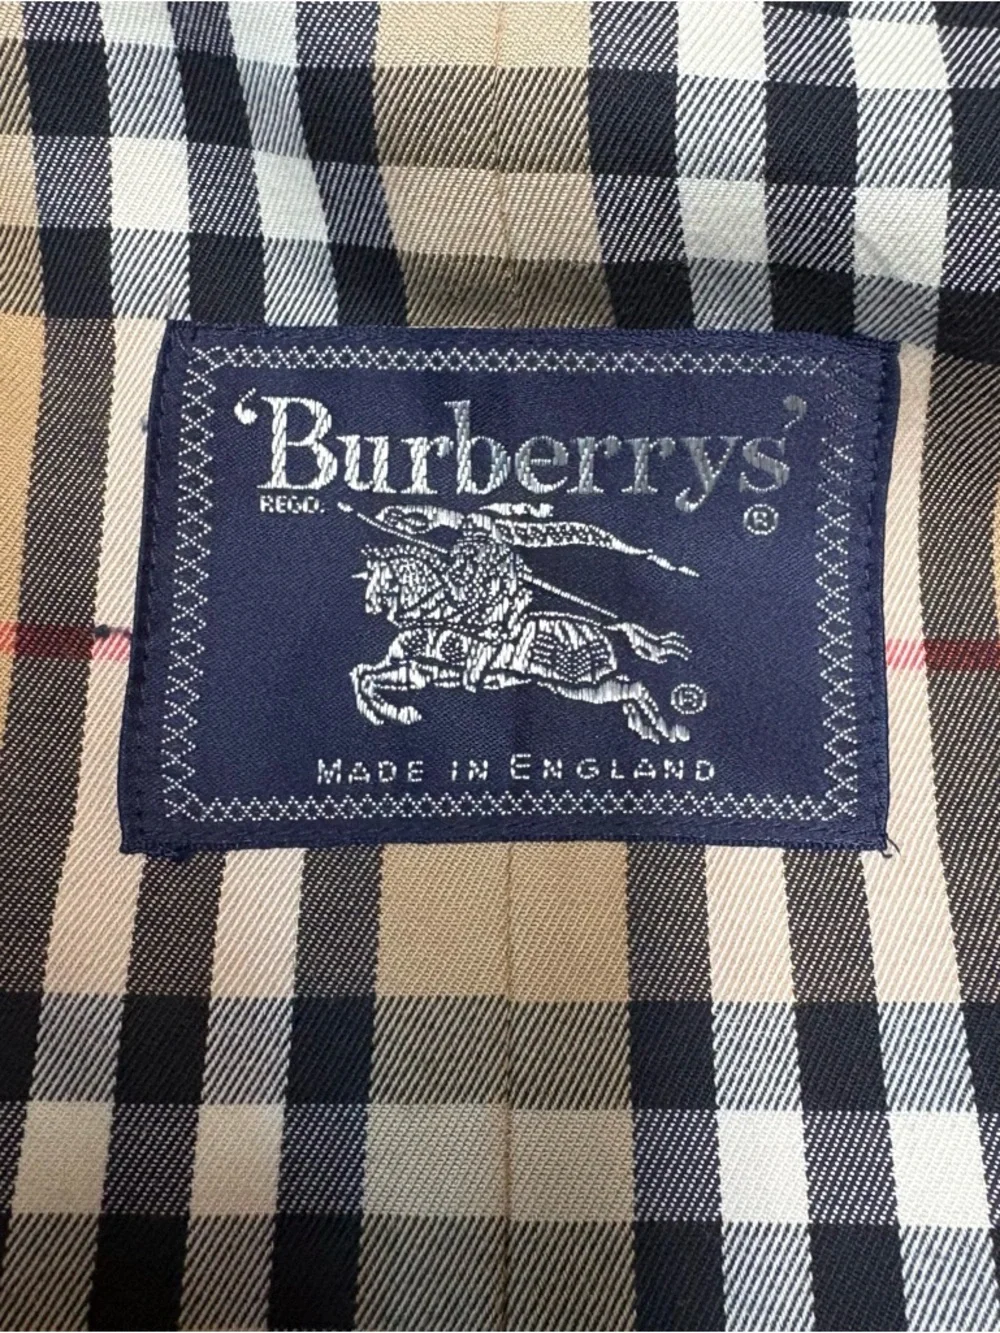 ‘Burberrys’
REGD.
®
®
MADE IN ENGLAND